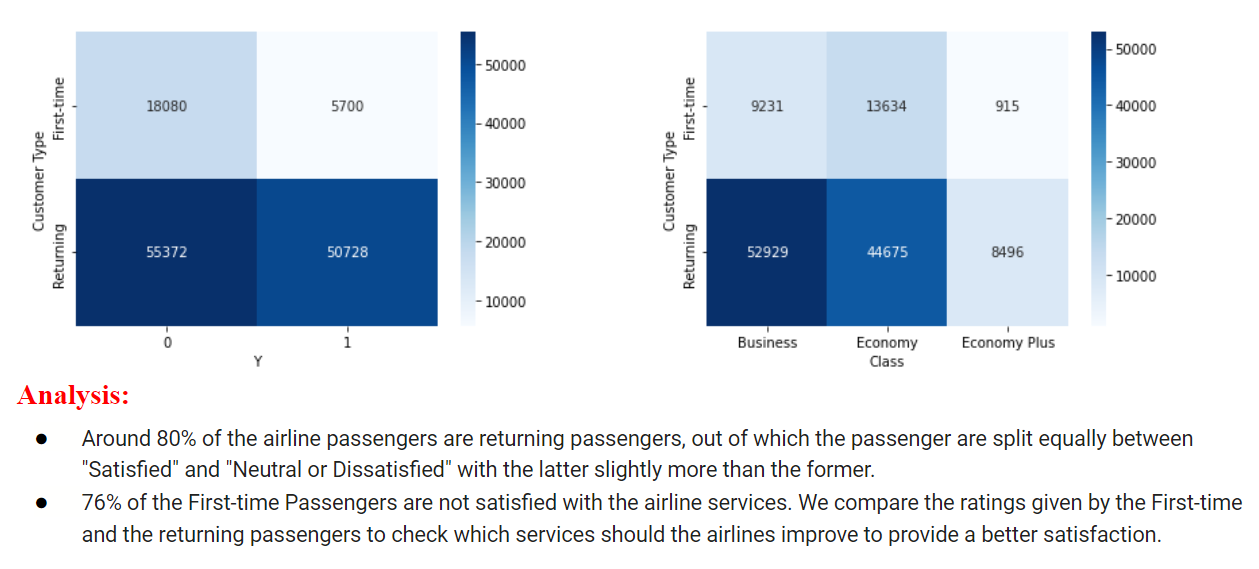 First-time
Returning
Customer Type
18080
5700
55372
50728
0
1
Y
50000
40000
30000
20000
10000
First-time
Returning
Customer Type
9231
13634
915
52929
44675
8496
Business
Economy
Economy Plus
Class
50000
40000
30000
20000
10000
Analysis:
● Around 80% of the airline passengers are returning passengers, out of which the passenger are split equally between
"Satisfied" and "Neutral or Dissatisfied" with the latter slightly more than the former.
● 76% of the First-time Passengers are not satisfied with the airline services. We compare the ratings given by the First-time
and the returning passengers to check which services should the airlines improve to provide a better satisfaction.